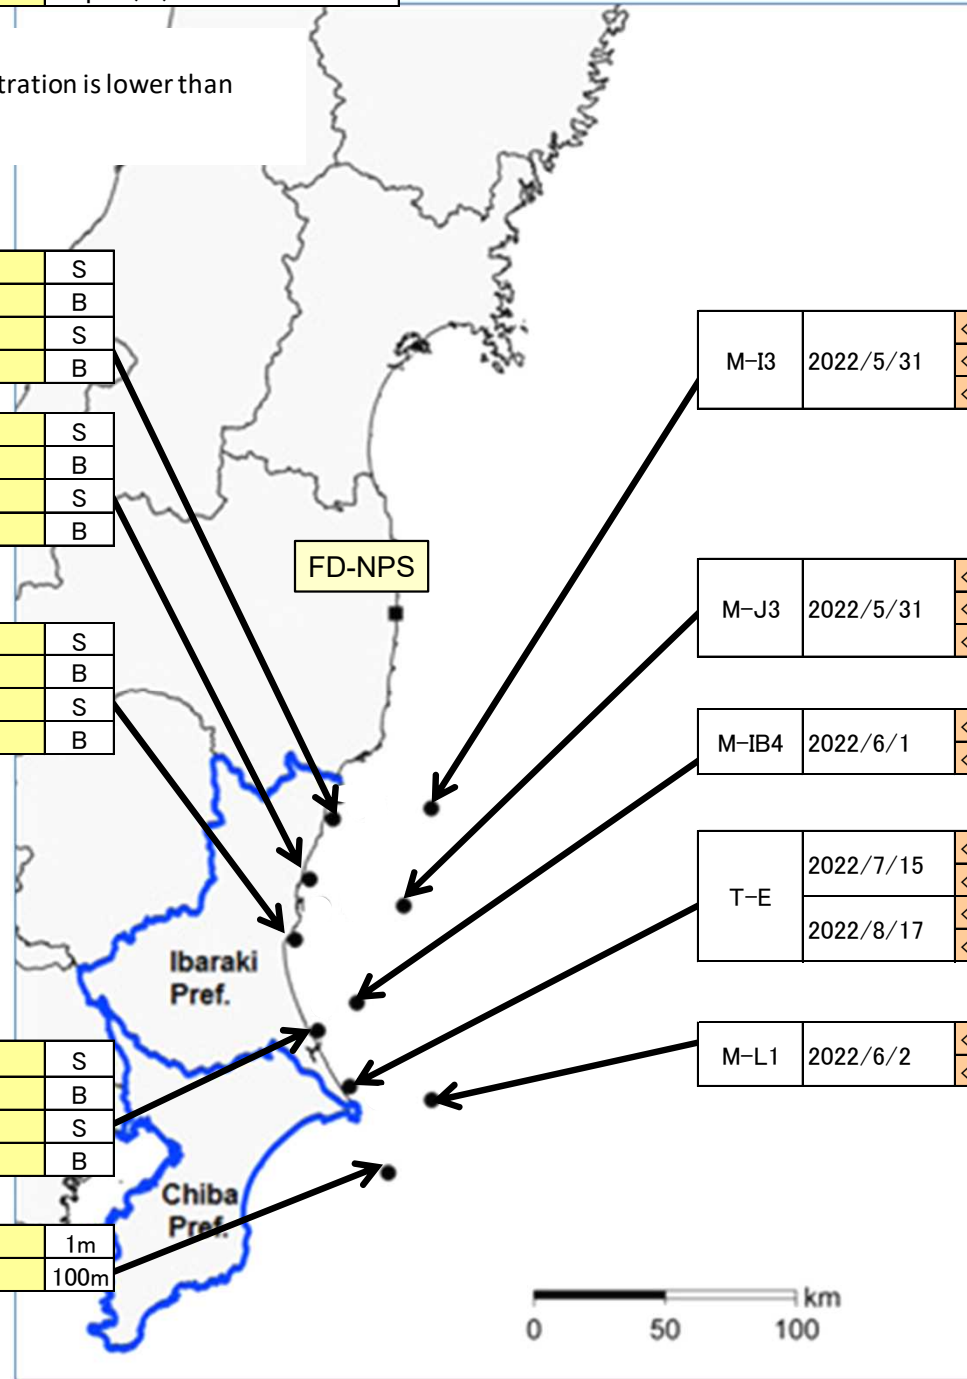 tration is lower than
S
B
S
B
S
B
S
B
S
B
S
B
S
B
S
B
1m
100m
FD-NPS
Ibaraki
Pref.
Chiba
Pref.
M-I3 2022/5/31
<
<
<
M-J3 2022/5/31
<
<
<
M-IB4 2022/6/1
<
<
T-E
2022/7/15
<
<
2022/8/17
<
<
M-L1 2022/6/2
<
<
km
0 50 100